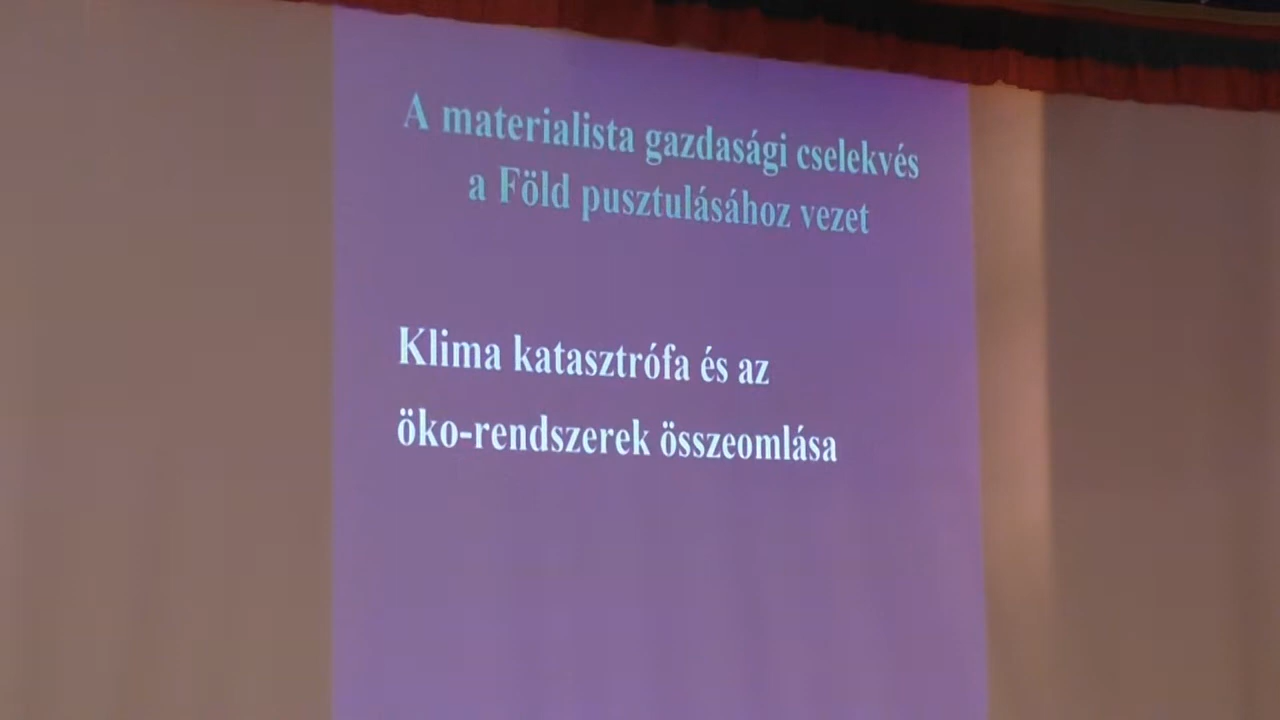 A materialista gazdasági cselekvés
a Föld pusztulásához vezet
Klima katasztrófa és az
öko-rendszerek összeomlása